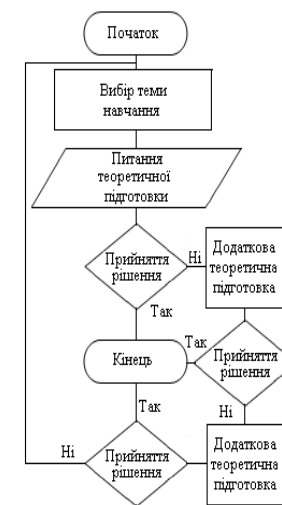 Початок
Вибір теми
навчання
Питання
теоретичної
підготовки
Прийняття
рішення
Ні
Додаткова
теоретична
підготовка
Так
Кінець
Так
Прийняття
рішення
Так
Ні
Ні
Прийняття
рішення
Додаткова
теоретична
підготовка